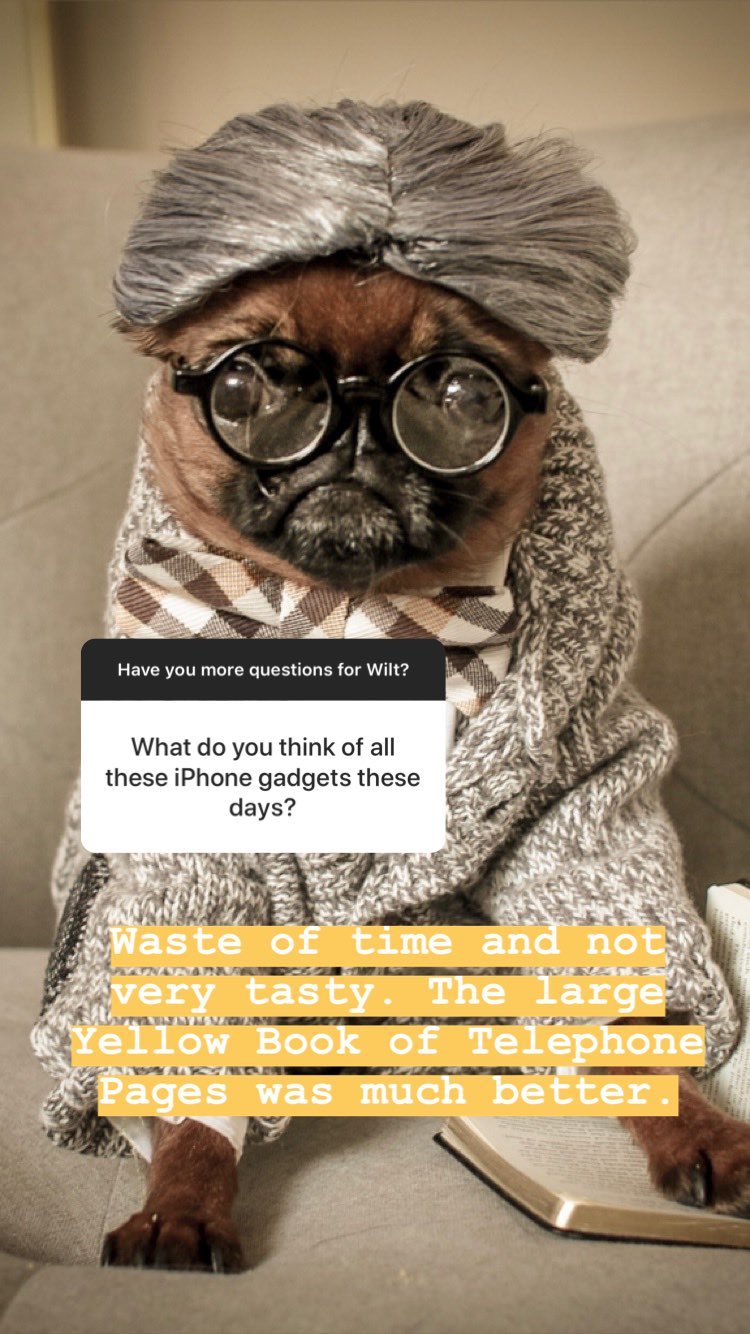 Have you more questions for Wilt?
What do you think of all
these iPhone gadgets these
days?
Waste of time and not
very tasty. The large
Yellow Book of Telephone
Pages was much better.